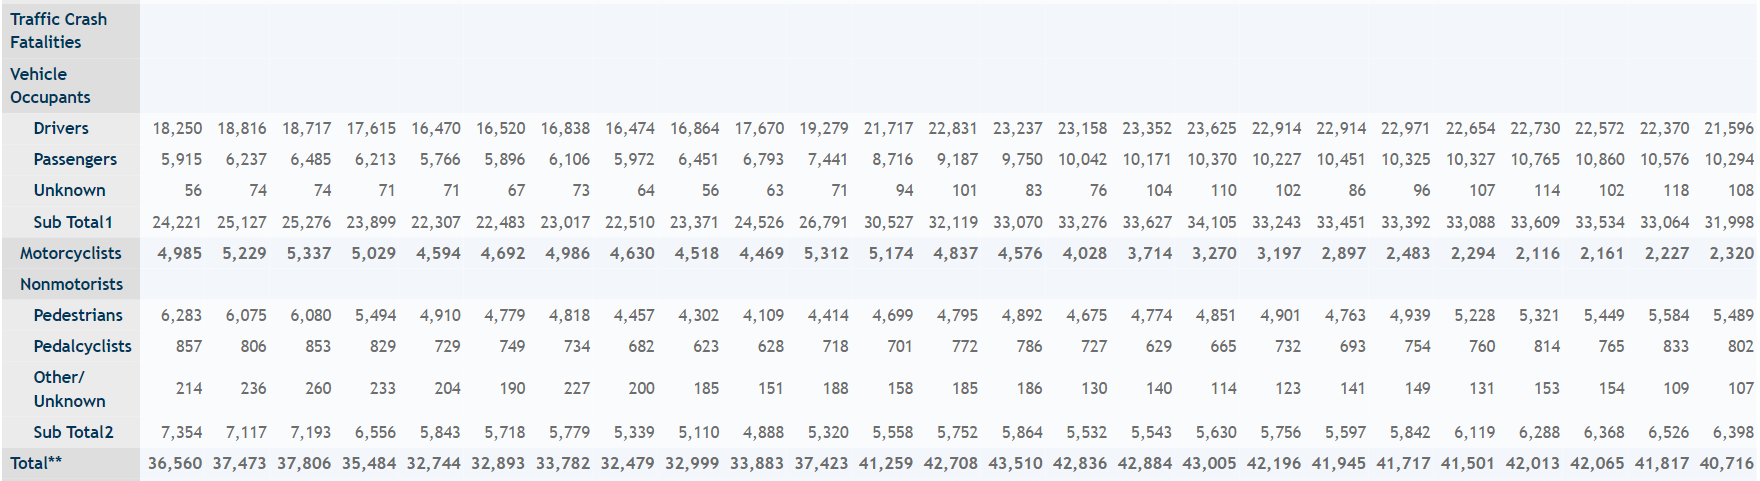 Traffic Crash
Fatalities
Vehicle
Occupants
Drivers 18,250 18,816 18,717 17,615 16,470 16,520 16,838 16,474 16,864 17,670 19,279 21,717 22,831 23,237 23,158 23,352 23,625 22,914 22,914 22,971 22,654 22,730 22,572 22,370 21,596
Passengers 5,915 6,237 6,485 6,213 5,766 5,896 6,106 5,972 6,451 6,793 7,441 8,716 9,187 9,750 10,042 10,171 10,370 10,227 10,451 10,325 10,327 10,765 10,860 10,576 10,294
Unknown 56 74 74 71 71 67 73 64 56 63 71 94 101 83 76 104 110 102 86 96 107 114 102 118 108
Sub Total1 24,221 25,127 25,276 23,899 22,307 22,483 23,017 22,510 23,371 24,526 26,791 30,527 32,119 33,070 33,276 33,627 34,105 33,243 33,451 33,392 33,088 33,609 33,534 33,064 31,998
Motorcyclists 4,985 5,229 5,337 5,029 4,594 4,692 4,986 4,630 4,518 4,469 5,312 5,174 4,837 4,576 4,028 3,714 3,270 3,197 2,897 2,483 2,294 2,116 2,161 2,227 2,320
Nonmotorists
Pedestrians 6,283 6,075 6,080 5,494 4,910 4,779 4,818 4,457 4,302 4,109 4,414 4,699 4,795 4,892 4,675 4,774 4,851 4,901 4,763 4,939 5,228 5,321 5,449 5,584 5,489
Pedalcyclists 857 806 853 829 729 749 734 682 623 628 718 701 772 786 727 629 665 732 693 754 760 814 765 833 802
Other/
Unknown 214 236 260 233 204 190 227 200 185 151 188 158 185 186 130 140 114 123 141 149 131 153 154 109 107
Sub Total2 7,354 7,117 7,193 6,556 5,843 5,718 5,779 5,339 5,110 4,888 5,320 5,558 5,752 5,864 5,532 5,543 5,630 5,756 5,597 5,842 6,119 6,288 6,368 6,526 6,398
Total** 36,560 37,473 37,806 35,484 32,744 32,893 33,782 32,479 32,999 33,883 37,423 41,259 42,708 43,510 42,836 42,884 43,005 42,196 41,945 41,717 41,501 42,013 42,065 41,817 40,716